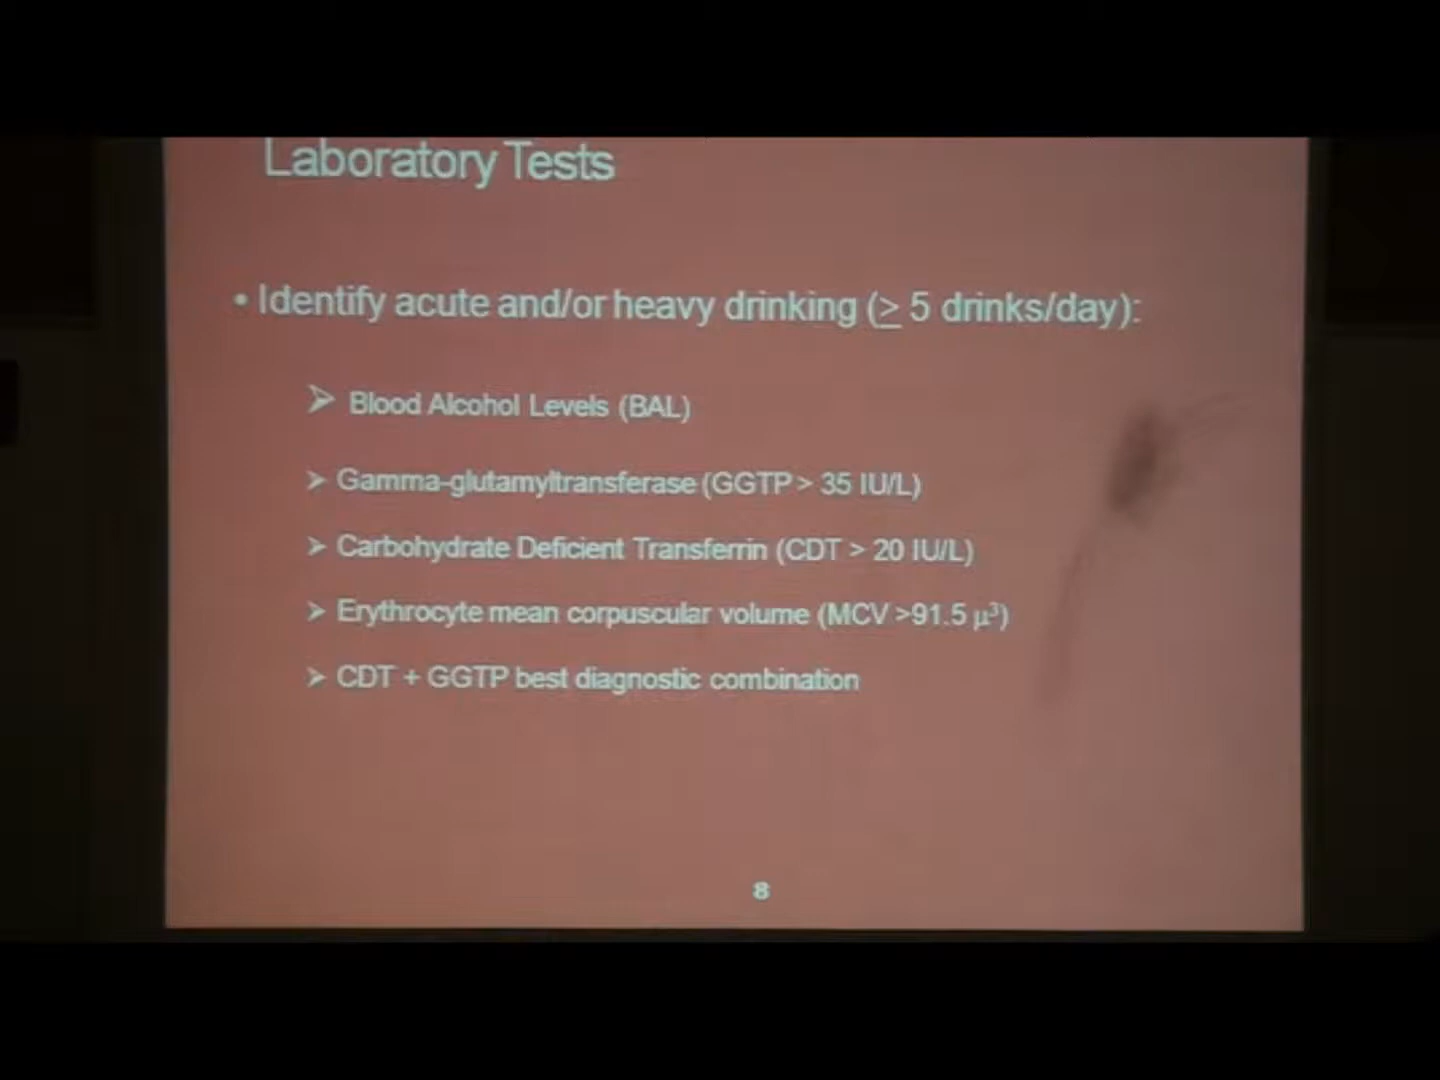 Laboratory Tests
• Identify acute and/or heavy drinking (≥ 5 drinks/day):
➢ Blood Alcohol Levels (BAL)
➢ Gamma-glutamyltransferase (GGTP > 35 IU/L)
➢ Carbohydrate Deficient Transferrin (CDT > 20 IU/L)
➢ Erythrocyte mean corpuscular volume (MCV >91.5 µ³)
➢ CDT + GGTP best diagnostic combination
8